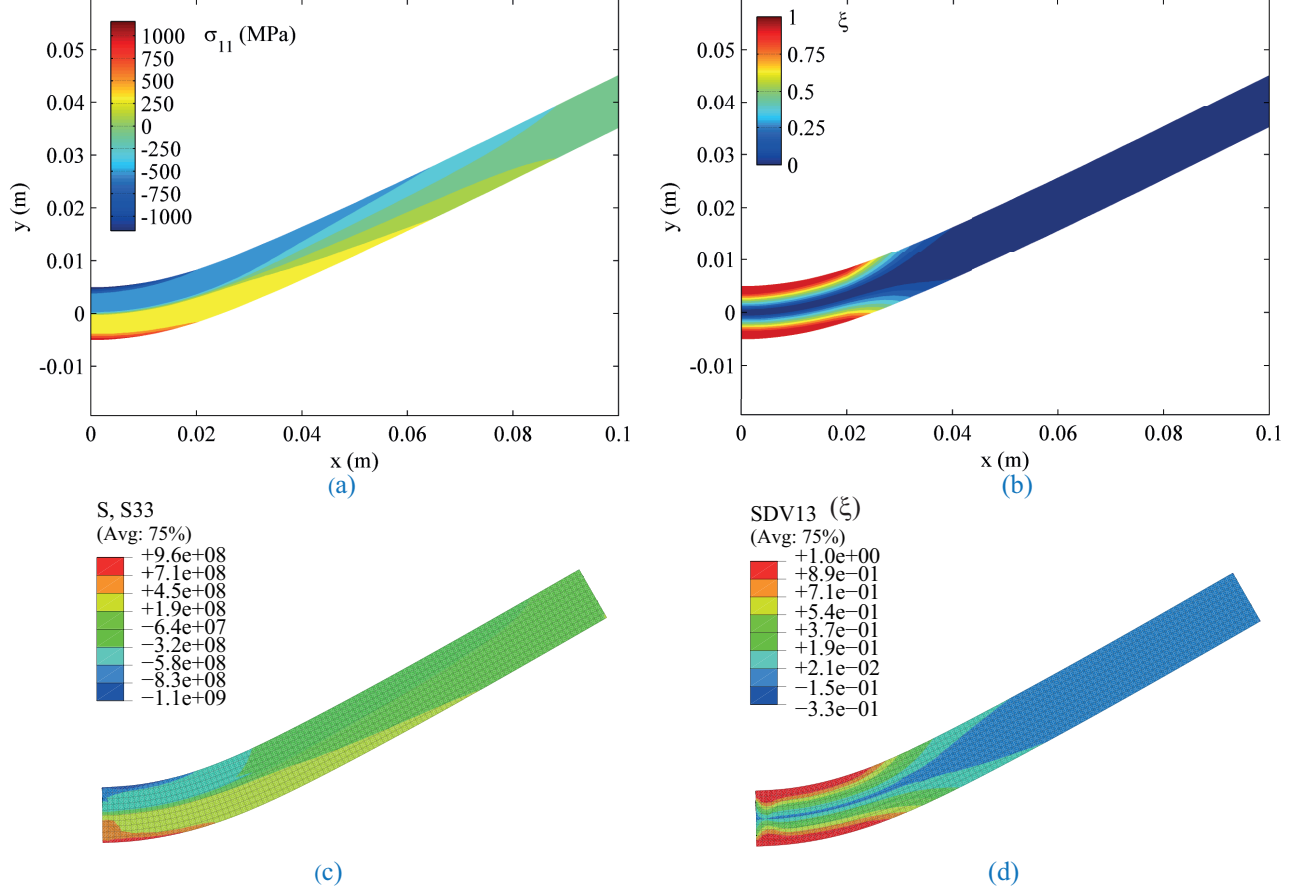 σ11 (MPa)
1000
750
500
250
0
-250
-500
-750
-1000
0.05
0.04
0.03
0.02
0.01
0
-0.01
y (m)
0
0.02
0.04
0.06
0.08
0.1
x (m)
(a)
ξ
1
0.75
0.5
0.25
0
0.05
0.04
0.03
0.02
0.01
0
-0.01
y (m)
0
0.02
0.04
0.06
0.08
0.1
x (m)
(b)
S, S33
(Avg: 75%)
+9.6e+08
+7.1e+08
+4.5e+08
+1.9e+08
−6.4e+07
−3.2e+08
−5.8e+08
−8.3e+08
−1.1e+09
(c)
SDV13 (ξ)
(Avg: 75%)
+1.0e+00
+8.9e−01
+7.1e−01
+5.4e−01
+3.7e−01
+1.9e−01
+2.1e−02
−1.5e−01
−3.3e−01
(d)